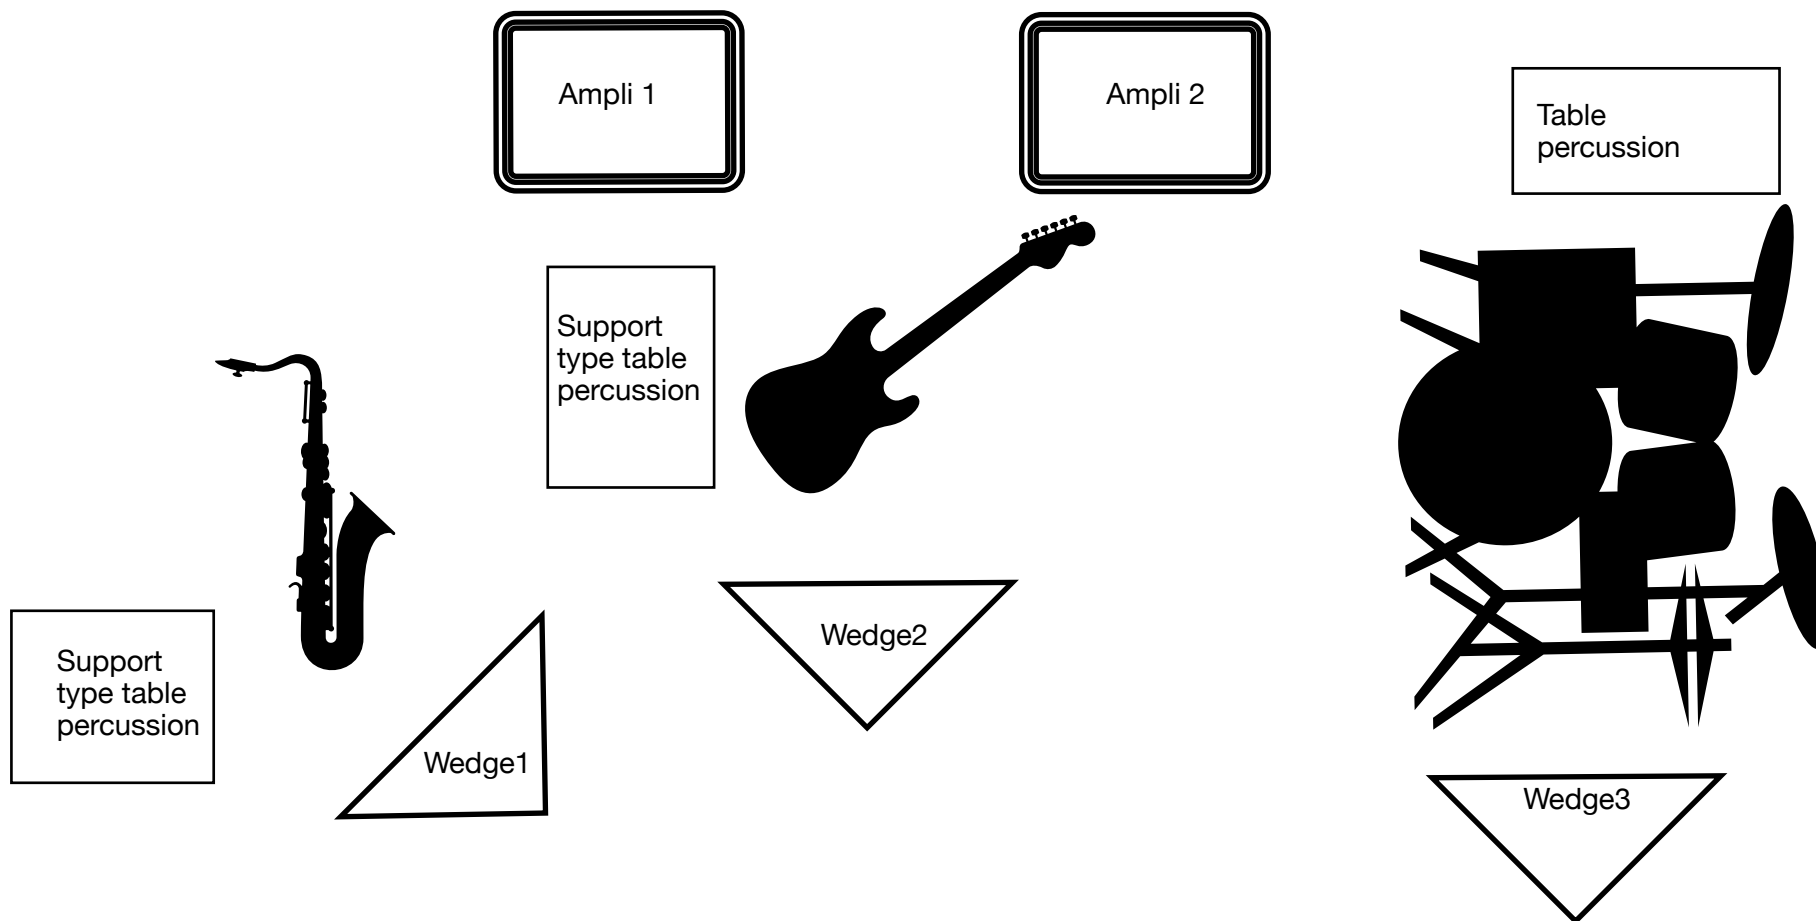 Ampli 1
Ampli 2
Table
percussion
Support
type table
percussion
Support
type table
percussion
Wedge2
Wedge1
Wedge3